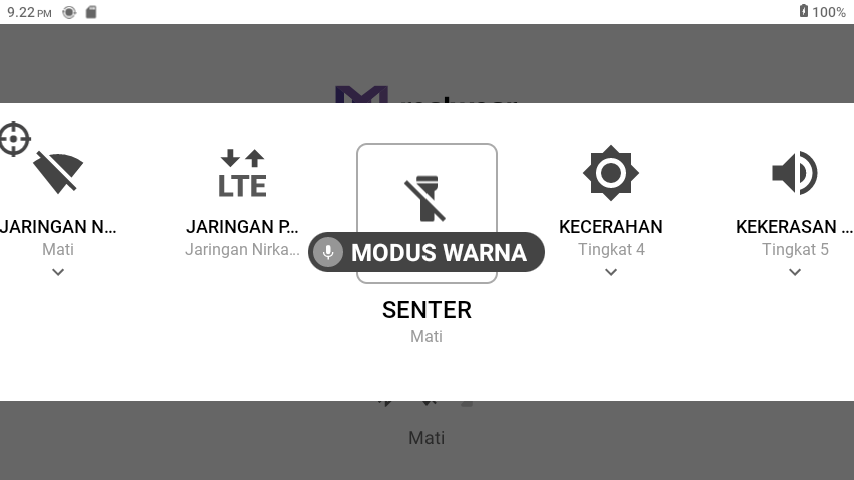 9.22 PM
100%
LTE
JARINGAN N...
Mati
JARINGAN P...
Jaringan Nirka...
KECERAHAN
Tingkat 4
KEKERASAN ...
Tingkat 5
MODUS WARNA
SENTER
Mati
Mati